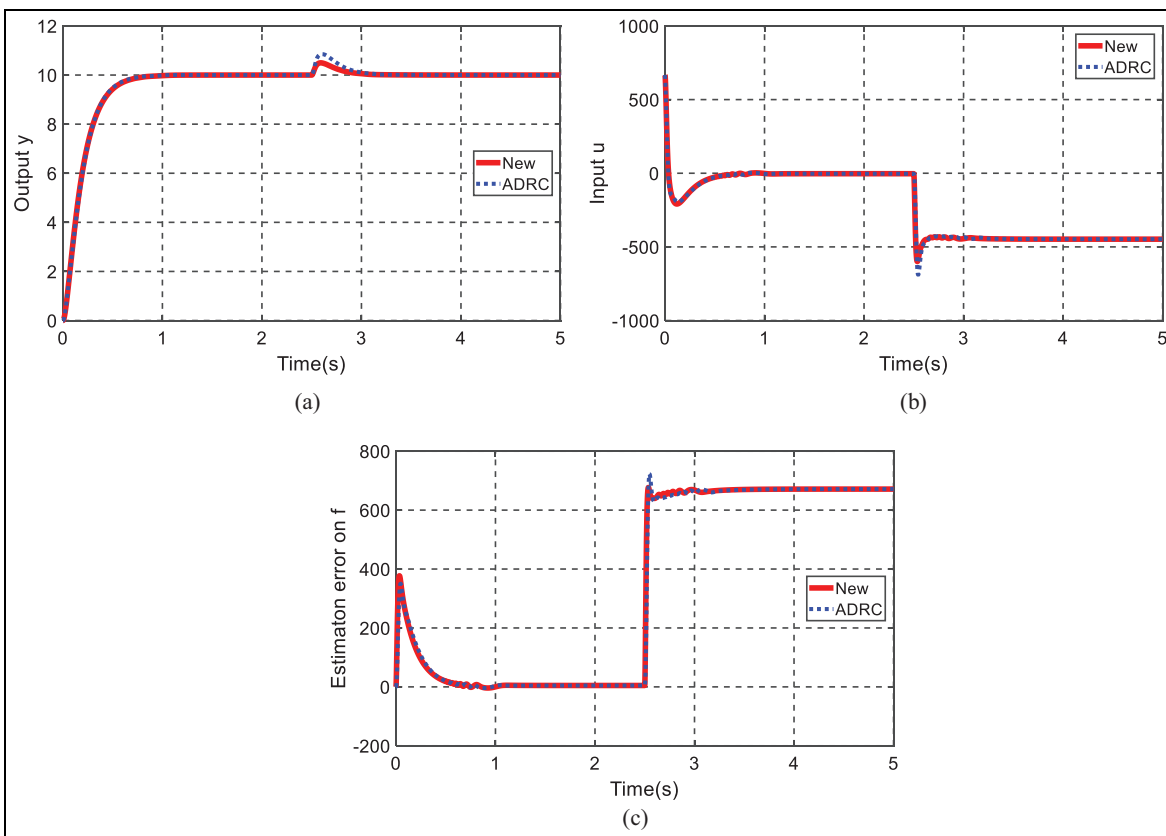 12
10
8
6
4
2
0
Output y
New
ADRC
0 1 2 3 4 5
Time(s)
(a)
1000
500
0
-500
-1000
Input u
New
ADRC
0 1 2 3 4 5
Time(s)
(b)
800
600
400
200
0
-200
Estimaton error on f
New
ADRC
0 1 2 3 4 5
Time(s)
(c)